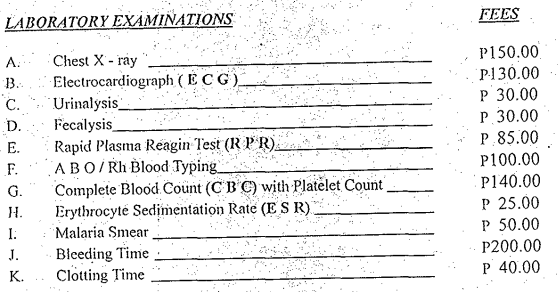 LABORATORY EXAMINATIONS FEES
A. Chest X - ray P150.00
B. Electrocardiograph ( E C G ) P130.00
C. Urinalysis P 30.00
D. Fecalysis P 30.00
E. Rapid Plasma Reagin Test (R P R) P 85.00
F. A B O / Rh Blood Typing P100.00
G. Complete Blood Count (C B C) with Platelet Count P140.00
H. Erythrocyte Sedimentation Rate (E S R) P 25.00
I. Malaria Smear P 50.00
J. Bleeding Time P200.00
K. Clotting Time P 40.00